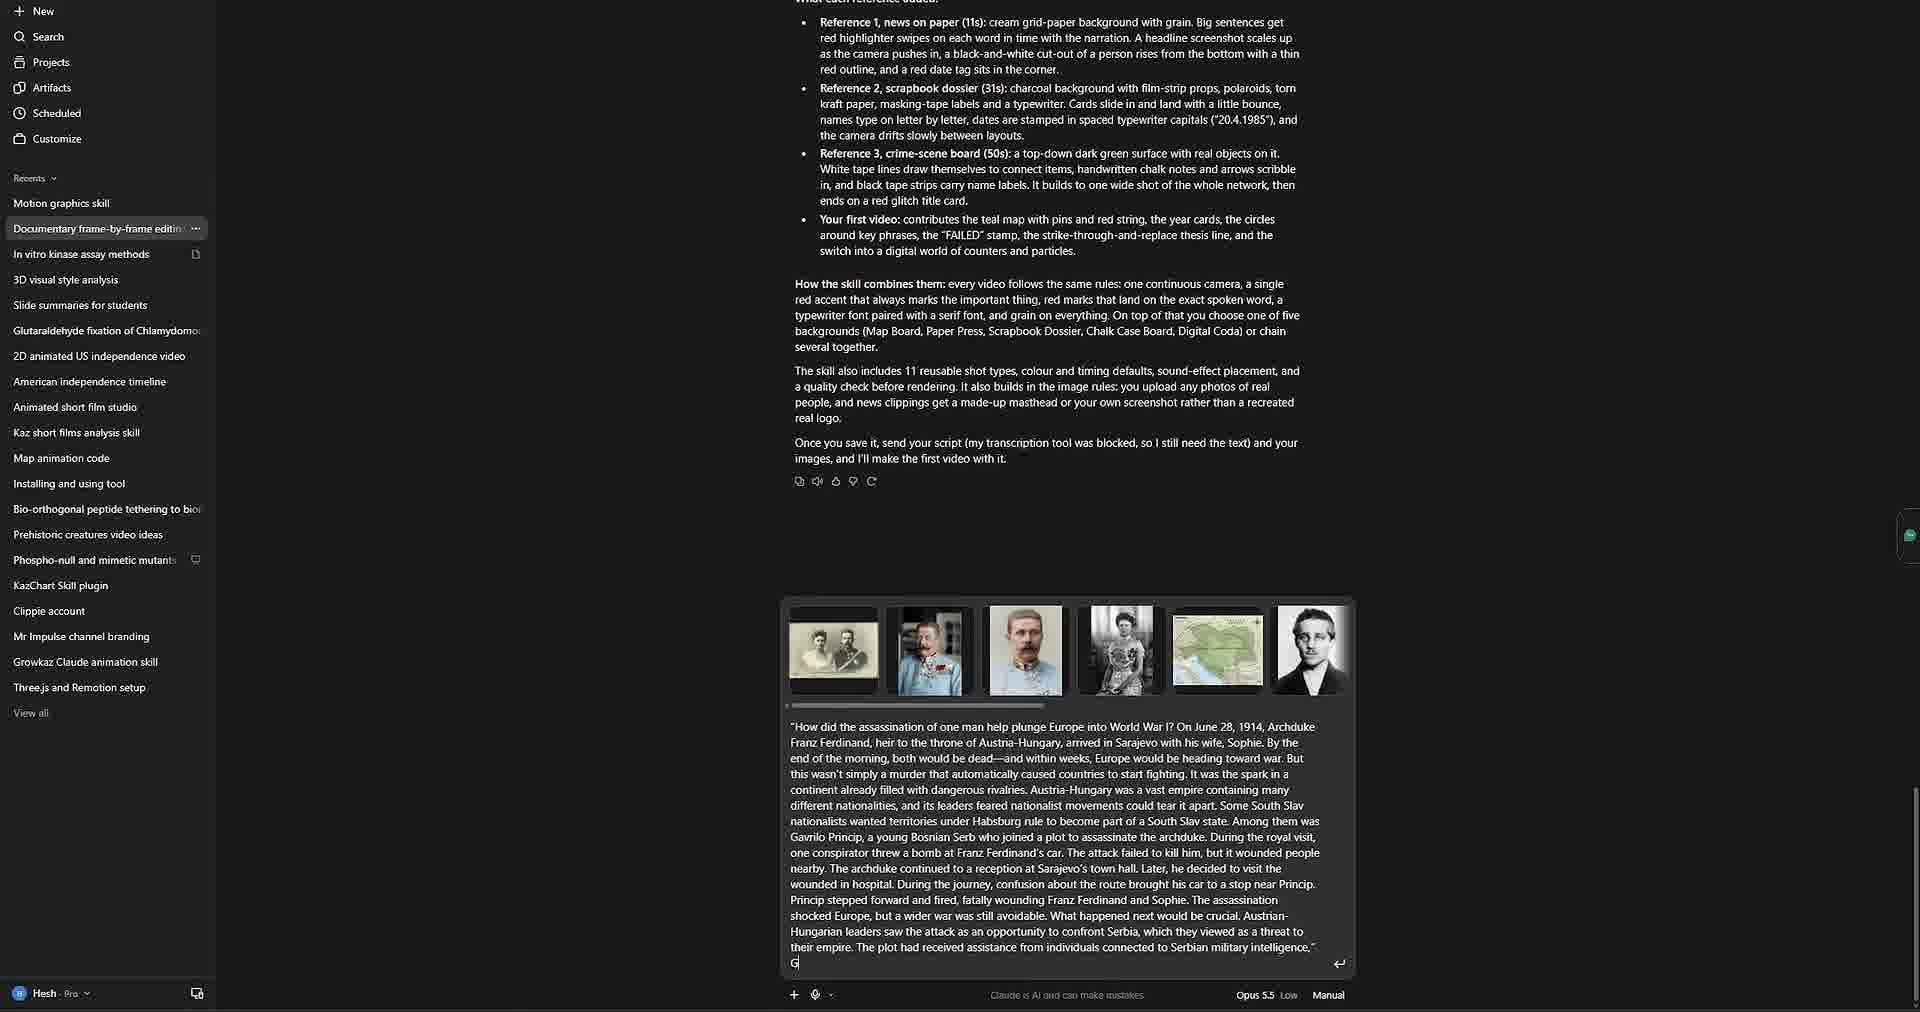 New
Search
Projects
Artifacts
Scheduled
Customize
Recents
Motion graphics skill
Documentary frame-by-frame editin
In vitro kinase assay methods
3D visual style analysis
Slide summaries for students
Glutaraldehyde fixation of Chlamydomo
2D animated US independence video
American independence timeline
Animated short film studio
Kaz short films analysis skill
Map animation code
Installing and using tool
Bio-orthogonal peptide tethering to bio
Prehistoric creatures video ideas
Phospho-null and mimetic mutants
KazChart Skill plugin
Clippie account
Mr Impulse channel branding
Growkaz Claude animation skill
Three.js and Remotion setup
View all
Hesh · Pro
What each reference added:
• Reference 1, news on paper (11s): cream grid-paper background with grain. Big sentences get
red highlighter swipes on each word in time with the narration. A headline screenshot scales up
as the camera pushes in, a black-and-white cut-out of a person rises from the bottom with a thin
red outline, and a red date tag sits in the corner.
• Reference 2, scrapbook dossier (31s): charcoal background with film-strip props, polaroids, torn
kraft paper, masking-tape labels and a typewriter. Cards slide in and land with a little bounce,
names type on letter by letter, dates are stamped in spaced typewriter capitals ("20.4.1985"), and
the camera drifts slowly between layouts.
• Reference 3, crime-scene board (50s): a top-down dark green surface with real objects on it.
White tape lines draw themselves to connect items, handwritten chalk notes and arrows scribble
in, and black tape strips carry name labels. It builds to one wide shot of the whole network, then
ends on a red glitch title card.
• Your first video: contributes the teal map with pins and red string, the year cards, the circles
around key phrases, the "FAILED" stamp, the strike-through-and-replace thesis line, and the
switch into a digital world of counters and particles.
How the skill combines them: every video follows the same rules: one continuous camera, a single
red accent that always marks the important thing, red marks that land on the exact spoken word, a
typewriter font paired with a serif font, and grain on everything. On top of that you choose one of five
backgrounds (Map Board, Paper Press, Scrapbook Dossier, Chalk Case Board, Digital Coda) or chain
several together.
The skill also includes 11 reusable shot types, colour and timing defaults, sound-effect placement, and
a quality check before rendering. It also builds in the image rules: you upload any photos of real
people, and news clippings get a made-up masthead or your own screenshot rather than a recreated
real logo.
Once you save it, send your script (my transcription tool was blocked, so I still need the text) and your
images, and I'll make the first video with it.
"How did the assassination of one man help plunge Europe into World War I? On June 28, 1914, Archduke
Franz Ferdinand, heir to the throne of Austria-Hungary, arrived in Sarajevo with his wife, Sophie. By the
end of the morning, both would be dead—and within weeks, Europe would be heading toward war. But
this wasn't simply a murder that automatically caused countries to start fighting. It was the spark in a
continent already filled with dangerous rivalries. Austria-Hungary was a vast empire containing many
different nationalities, and its leaders feared nationalist movements could tear it apart. Some South Slav
nationalists wanted territories under Habsburg rule to become part of a South Slav state. Among them was
Gavrilo Princip, a young Bosnian Serb who joined a plot to assassinate the archduke. During the royal visit,
one conspirator threw a bomb at Franz Ferdinand's car. The attack failed to kill him, but it wounded people
nearby. The archduke continued to a reception at Sarajevo's town hall. Later, he decided to visit the
wounded in hospital. During the journey, confusion about the route brought his car to a stop near Princip.
Princip stepped forward and fired, fatally wounding Franz Ferdinand and Sophie. The assassination
shocked Europe, but a wider war was still avoidable. What happened next would be crucial. Austrian-
Hungarian leaders saw the attack as an opportunity to confront Serbia, which they viewed as a threat to
their empire. The plot had received assistance from individuals connected to Serbian military intelligence,"
G
Claude is AI and can make mistakes
Opus 5.5 Low
Manual